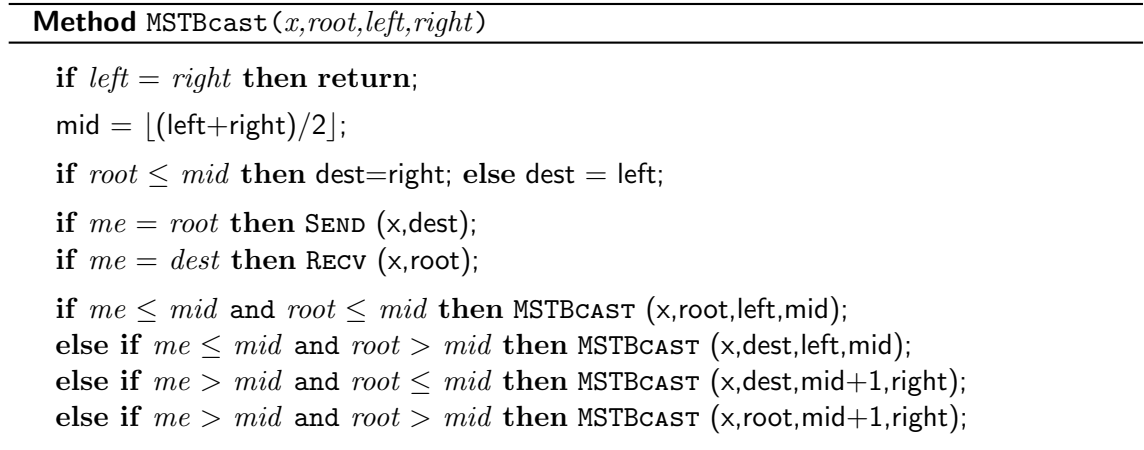 Method MSTBcast(x,root,left,right)
if left = right then return;
mid = ⌊(left+right)/2⌋;
if root ≤ mid then dest=right; else dest = left;
if me = root then Send (x,dest);
if me = dest then Recv (x,root);
if me ≤ mid and root ≤ mid then MSTBcast (x,root,left,mid);
else if me ≤ mid and root > mid then MSTBcast (x,dest,left,mid);
else if me > mid and root ≤ mid then MSTBcast (x,dest,mid+1,right);
else if me > mid and root > mid then MSTBcast (x,root,mid+1,right);